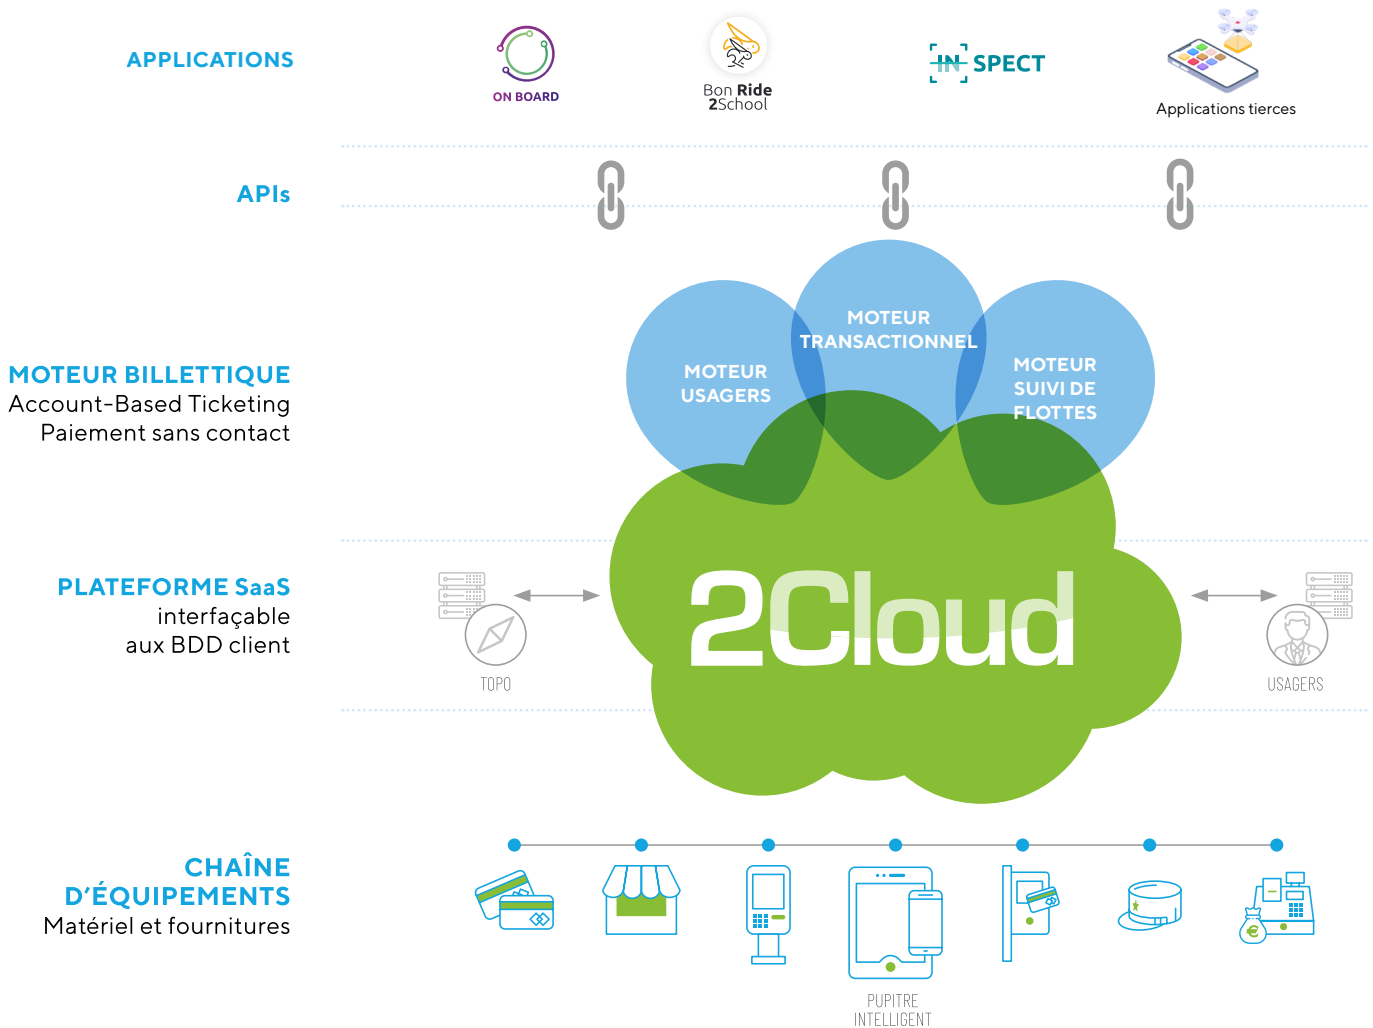 APPLICATIONS
ON BOARD
Bon Ride
2School
IN SPECT
Applications tierces
APIs
MOTEUR BILLETTIQUE
Account-Based Ticketing
Paiement sans contact
MOTEUR
USAGERS
MOTEUR
TRANSACTIONNEL
MOTEUR
SUIVI DE
FLOTTES
PLATEFORME SaaS
interfaçable
aux BDD client
TOPO
2Cloud
USAGERS
CHAÎNE
D’ÉQUIPEMENTS
Matériel et fournitures
€
PUPITRE
INTELLIGENT